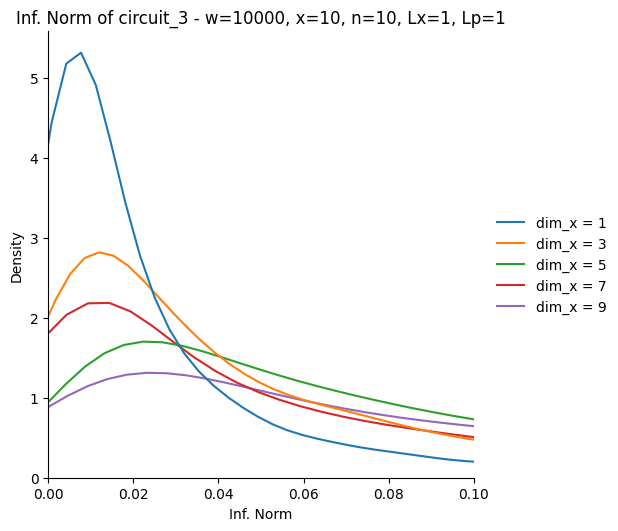 Inf. Norm of circuit_3 - w=10000, x=10, n=10, Lx=1, Lp=1
5
4
3
2
1
0
Density
0.00
0.02
0.04
0.06
0.08
0.10
Inf. Norm
dim_x = 1
dim_x = 3
dim_x = 5
dim_x = 7
dim_x = 9